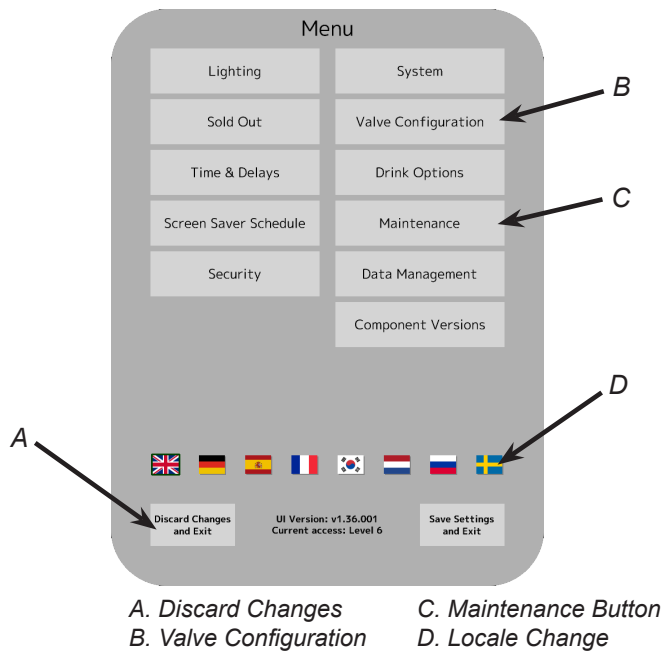 Menu
Lighting
System
B
Sold Out
Valve Configuration
Time & Delays
Drink Options
C
Screen Saver Schedule
Maintenance
Security
Data Management
Component Versions
D
A
Discard Changes
and Exit
UI Version: v1.36.001
Current access: Level 6
Save Settings
and Exit
A. Discard Changes
B. Valve Configuration
C. Maintenance Button
D. Locale Change